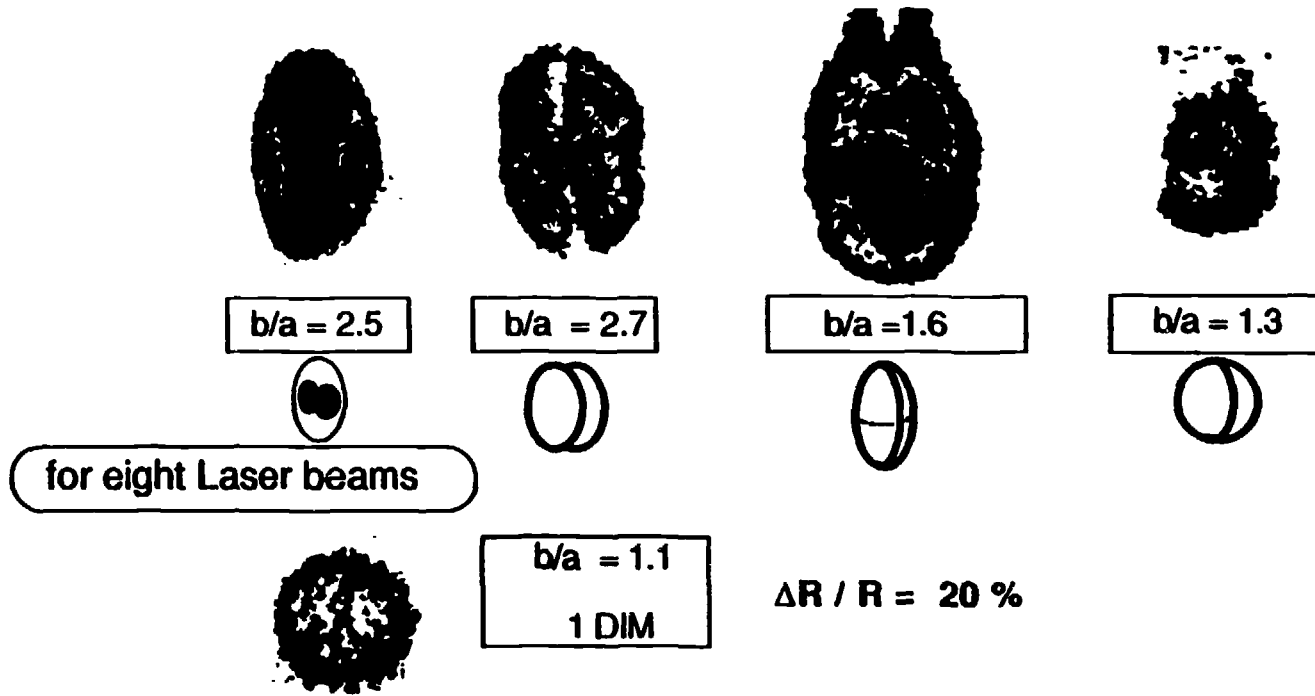 b/a = 2.5
b/a = 2.7
b/a =1.6
b/a = 1.3
for eight Laser beams
b/a = 1.1
1 DIM
ΔR / R = 20 %